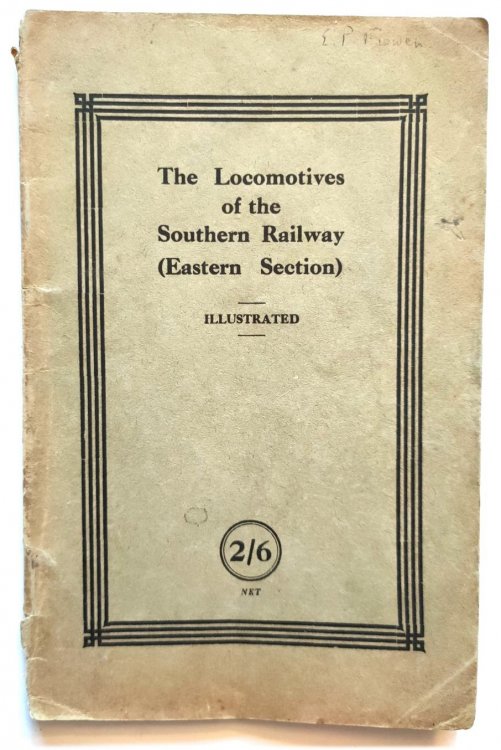 E. P.
The Locomotives
of the
Southern Railway
(Eastern Section)
ILLUSTRATED
2/6
NET